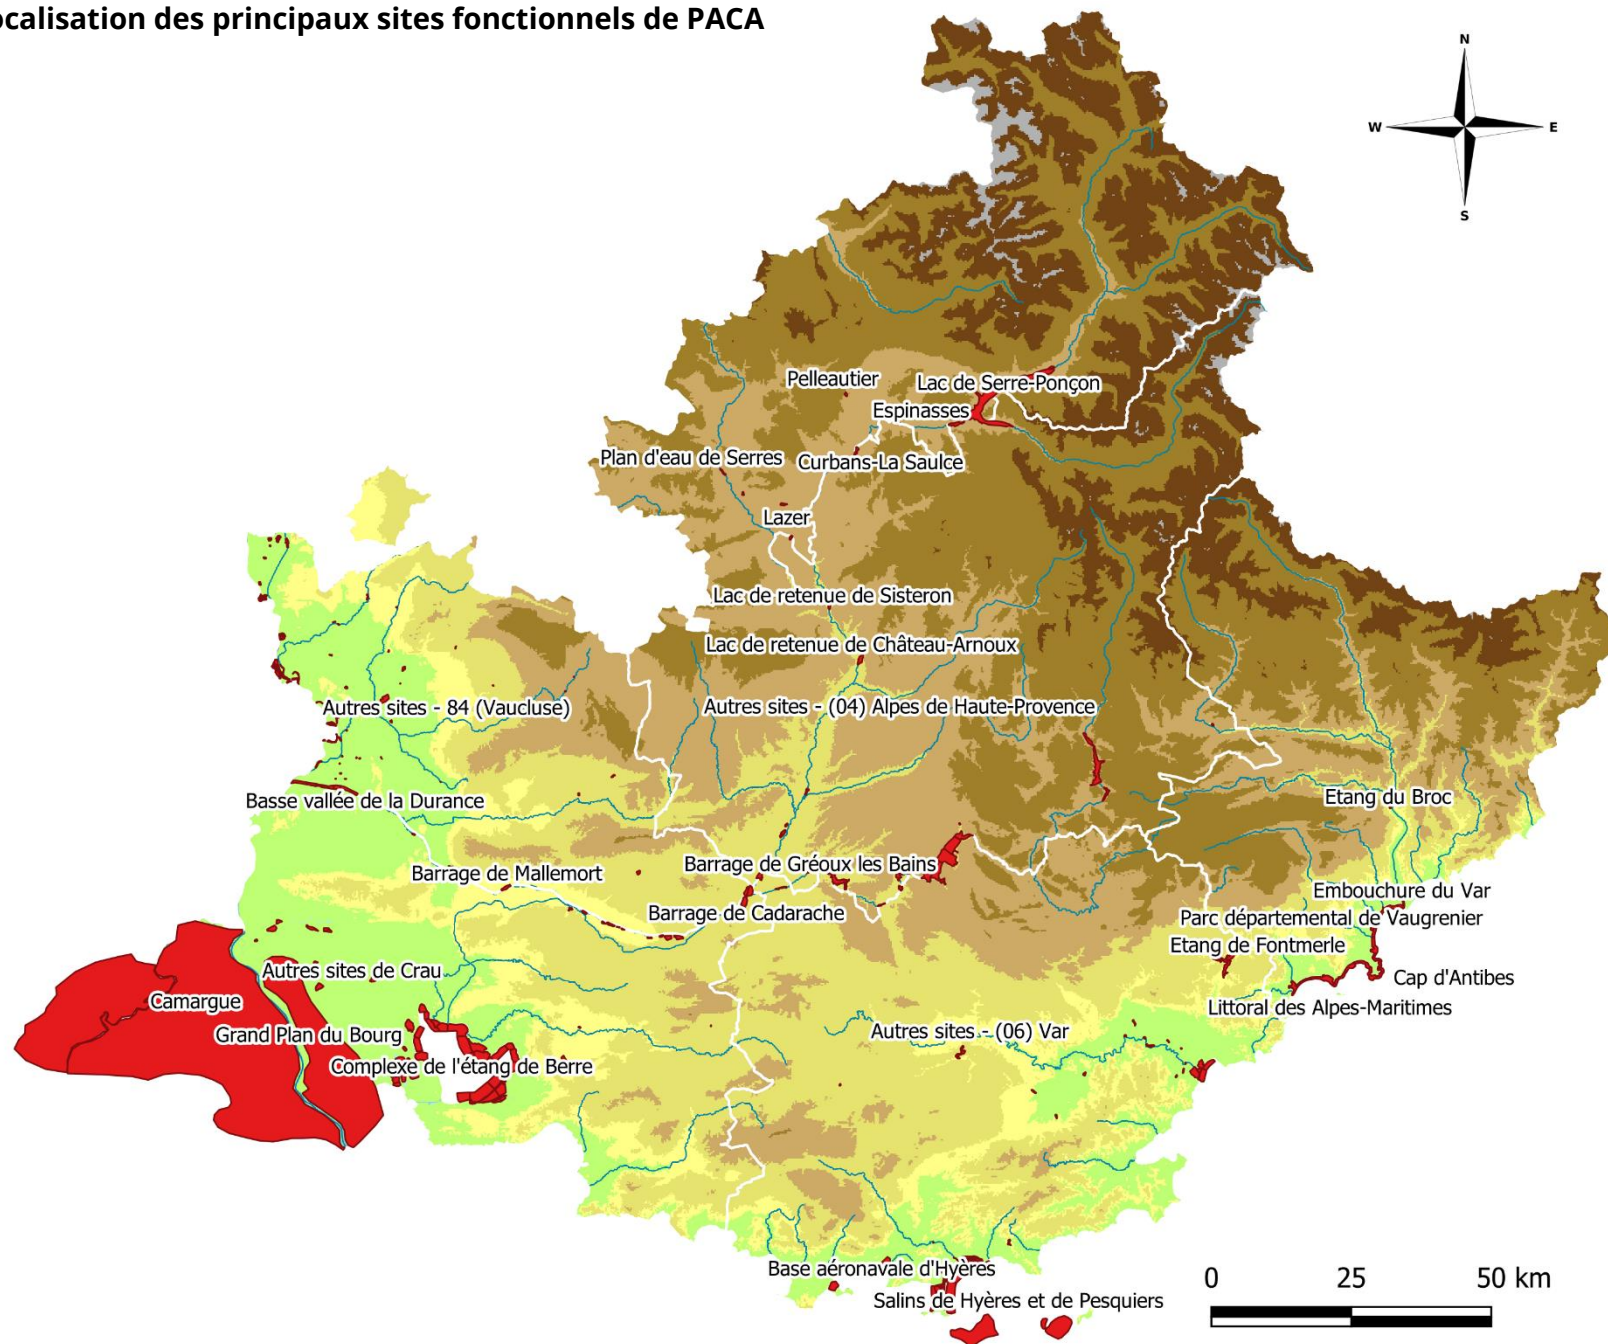 ocalisation des principaux sites fonctionnels de PACA
N
W
E
S
Pelleautier
Lac de Serre-Ponçon
Espinasses
Plan d'eau de Serres
Curbans-La Saulce
Lazer
Lac de retenue de Sisteron
Lac de retenue de Château-Arnoux
Autres sites - 84 (Vaucluse)
Autres sites - (04) Alpes de Haute-Provence
Basse vallée de la Durance
Etang du Broc
Barrage de Mallemort
Barrage de Gréoux les Bains
Embouchure du Var
Barrage de Cadarache
Parc départemental de Vaugrenier
Etang de Fontmerle
Autres sites de Crau
Cap d'Antibes
Camargue
Littoral des Alpes-Maritimes
Grand Plan du Bourg
Autres sites - (06) Var
Complexe de l'étang de Berre
Base aéronavale d'Hyères
Salins de Hyères et de Pesquiers
0 25 50 km